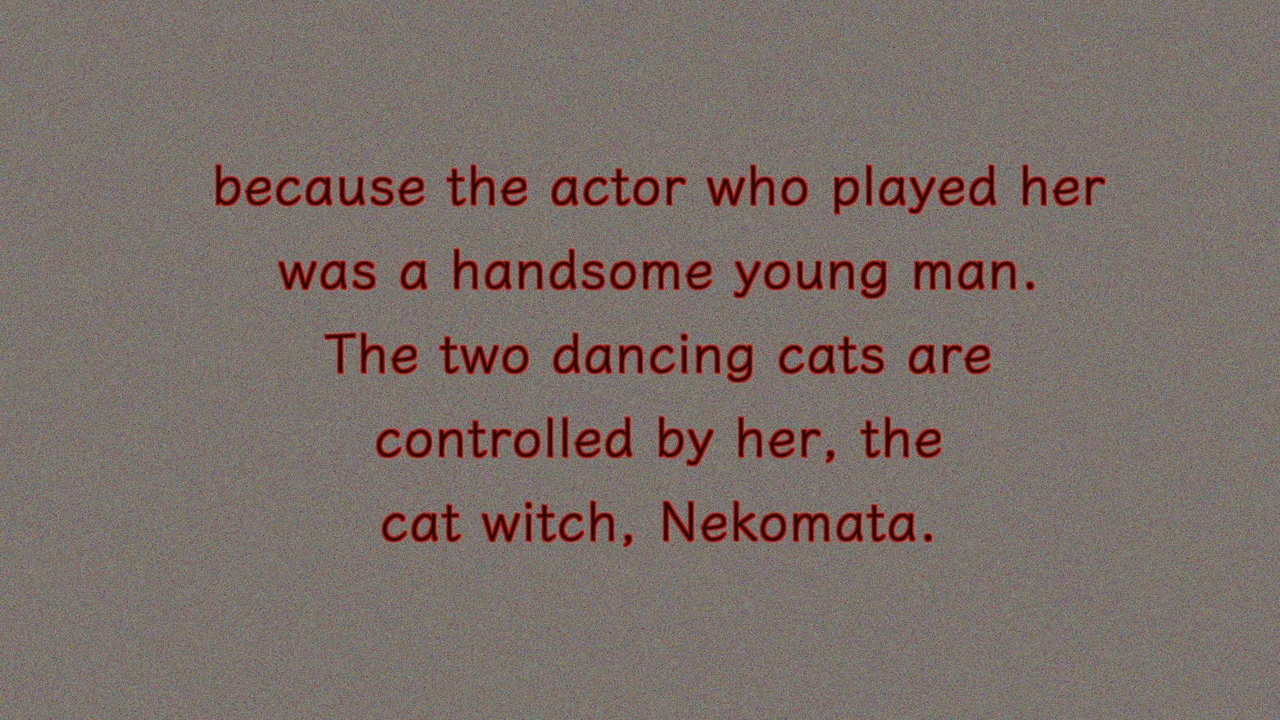 because the actor who played her
was a handsome young man.
The two dancing cats are
controlled by her, the
cat witch, Nekomata.